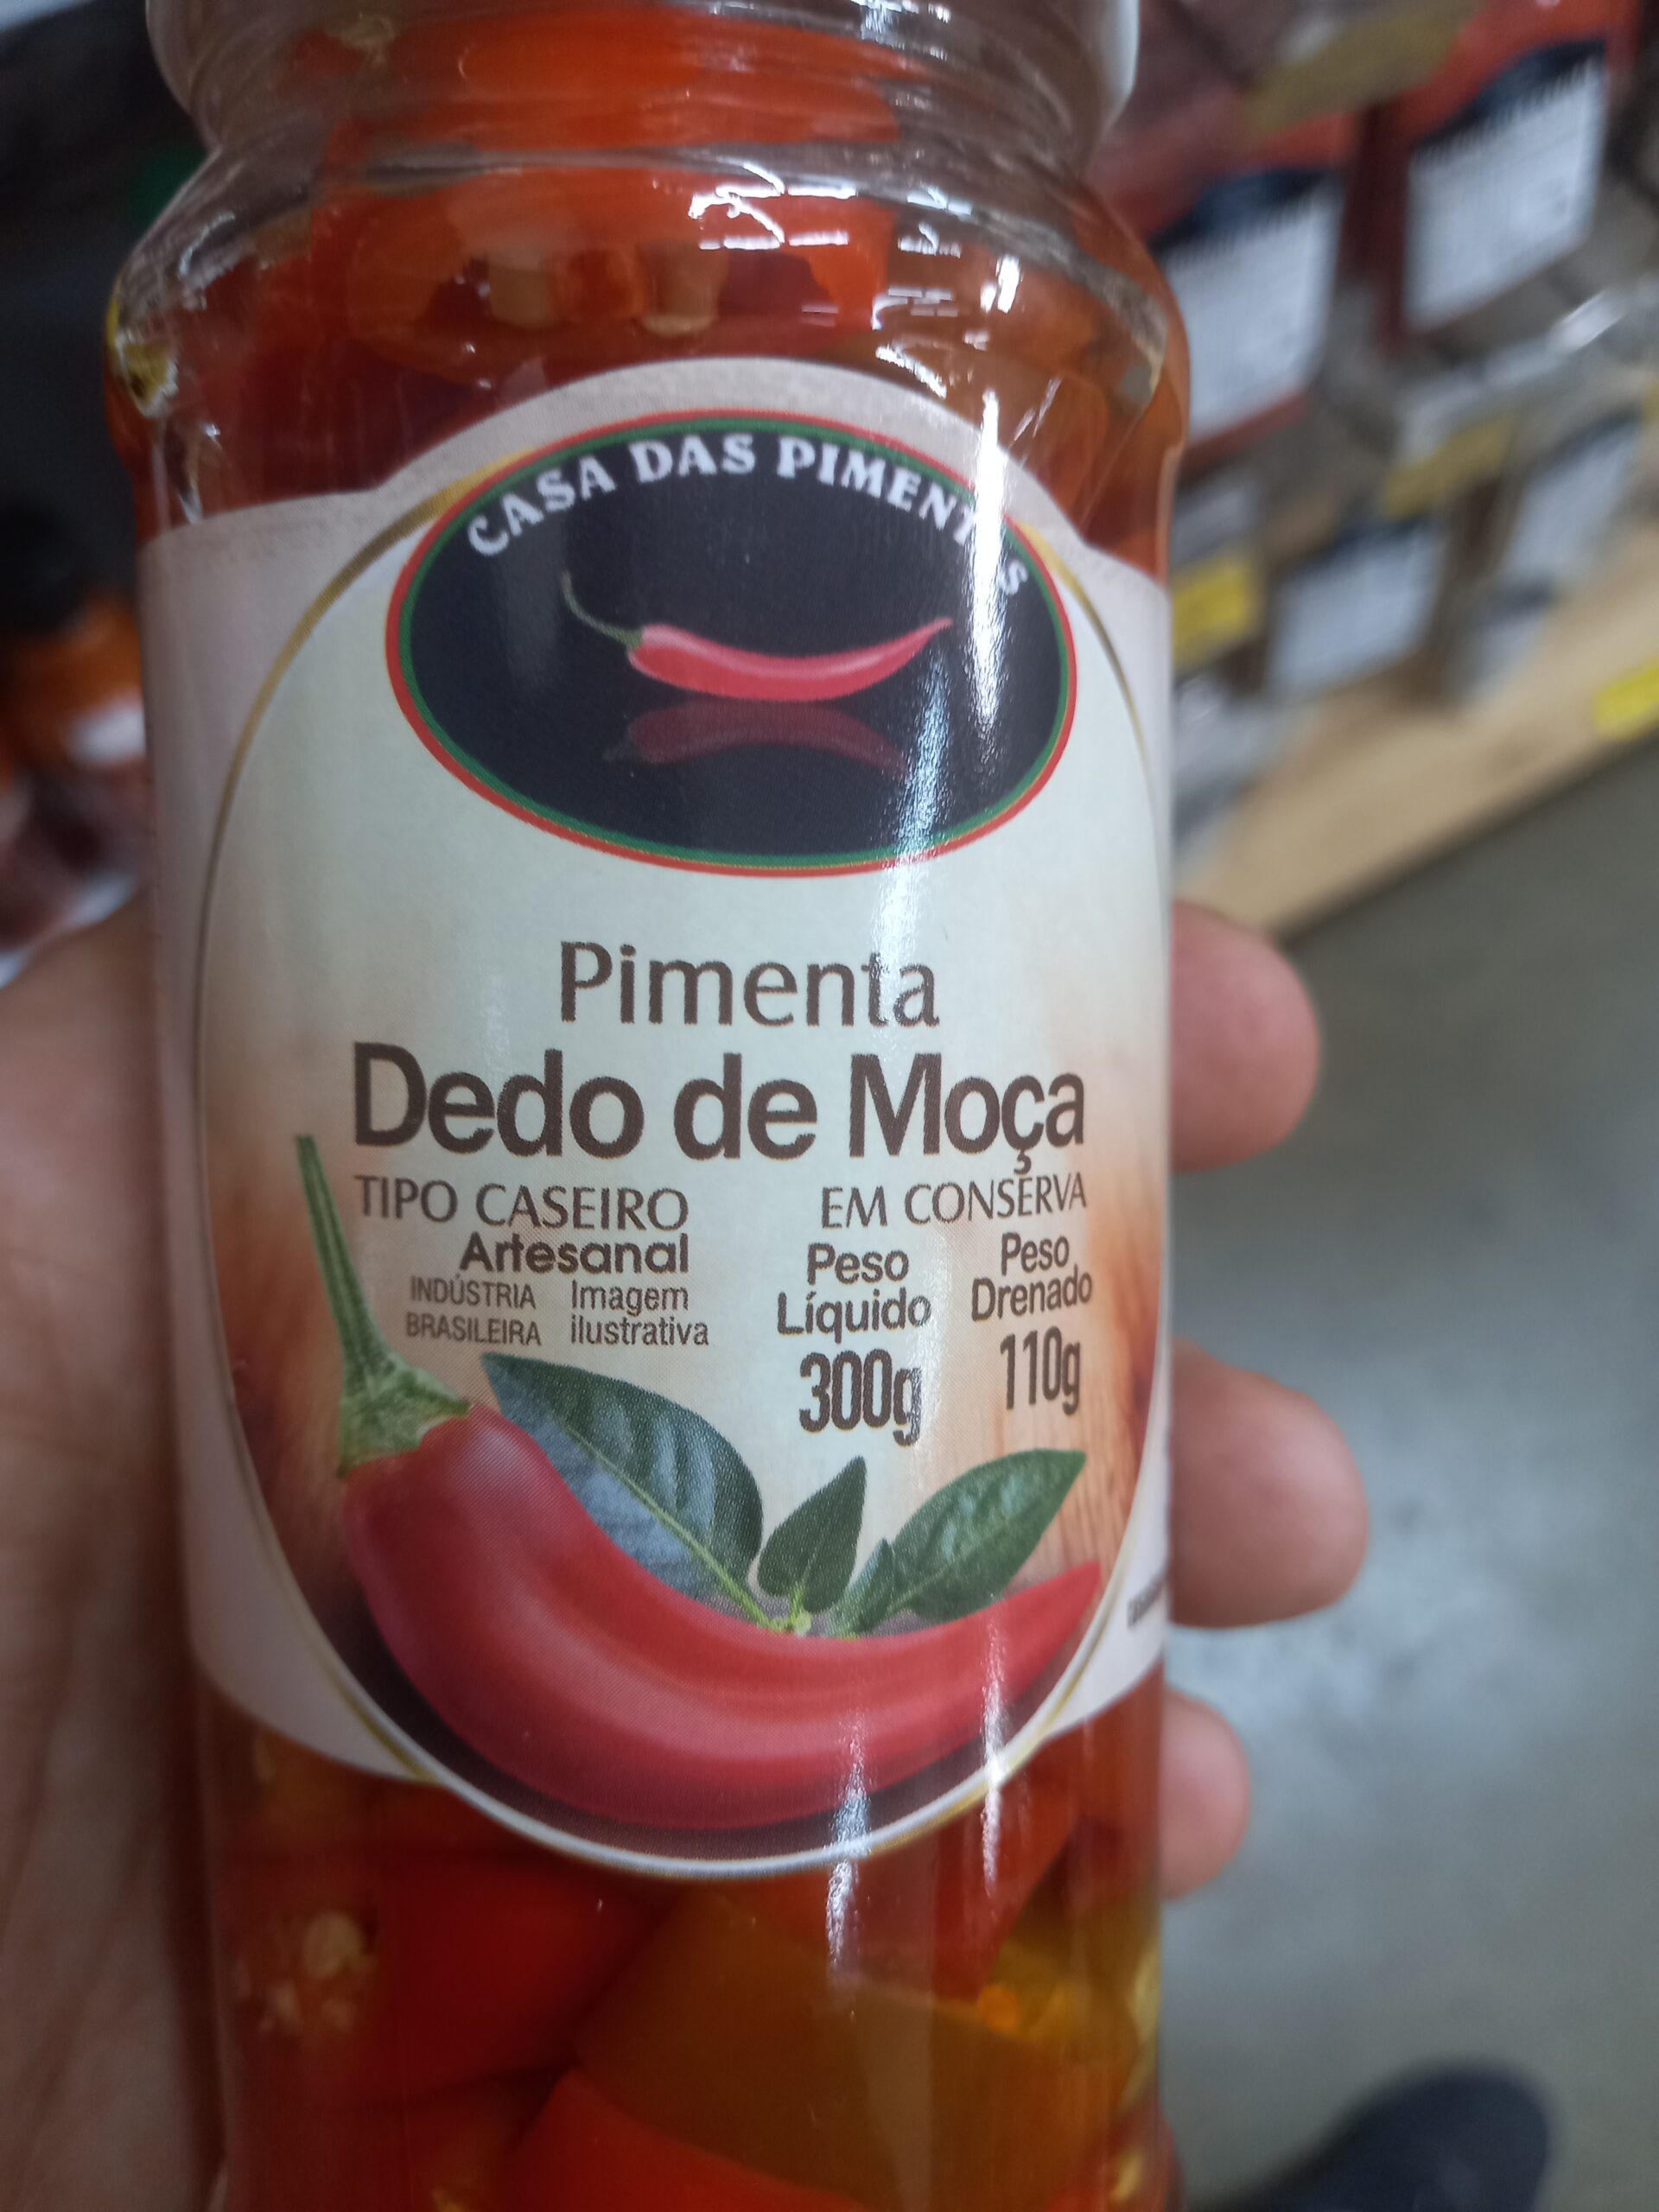 CASA DAS PIMENTAS
Pimenta
Dedo de Moça
TIPO CASEIRO EM CONSERVA
Artesanal
INDÚSTRIA
BRASILEIRA
Imagem
ilustrativa
Peso
Líquido
300g
Peso
Drenado
110g